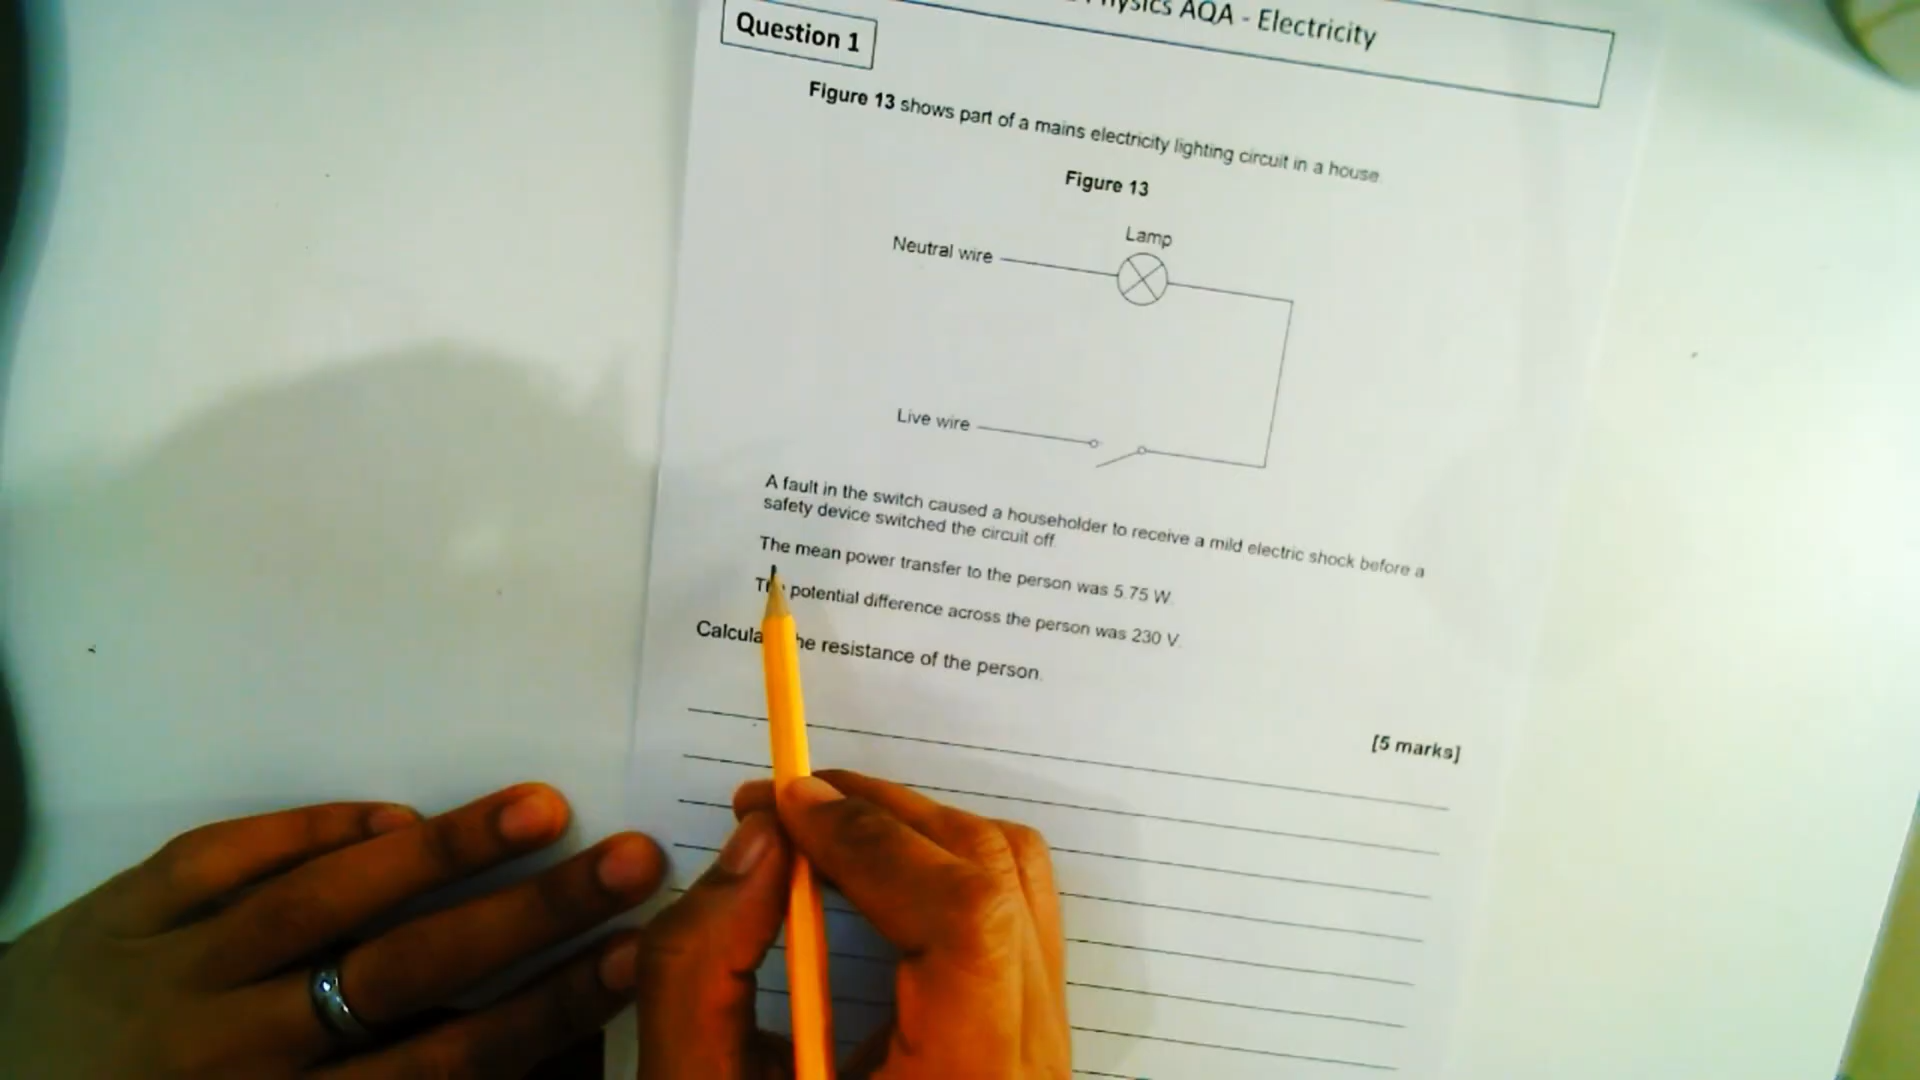 Physics AQA - Electricity
Question 1
Figure 13 shows part of a mains electricity lighting circuit in a house.
Figure 13
Lamp
Neutral wire
Live wire
A fault in the switch caused a householder to receive a mild electric shock before a
safety device switched the circuit off.
The mean power transfer to the person was 5.75 W.
The potential difference across the person was 230 V.
Calculate the resistance of the person.
[5 marks]